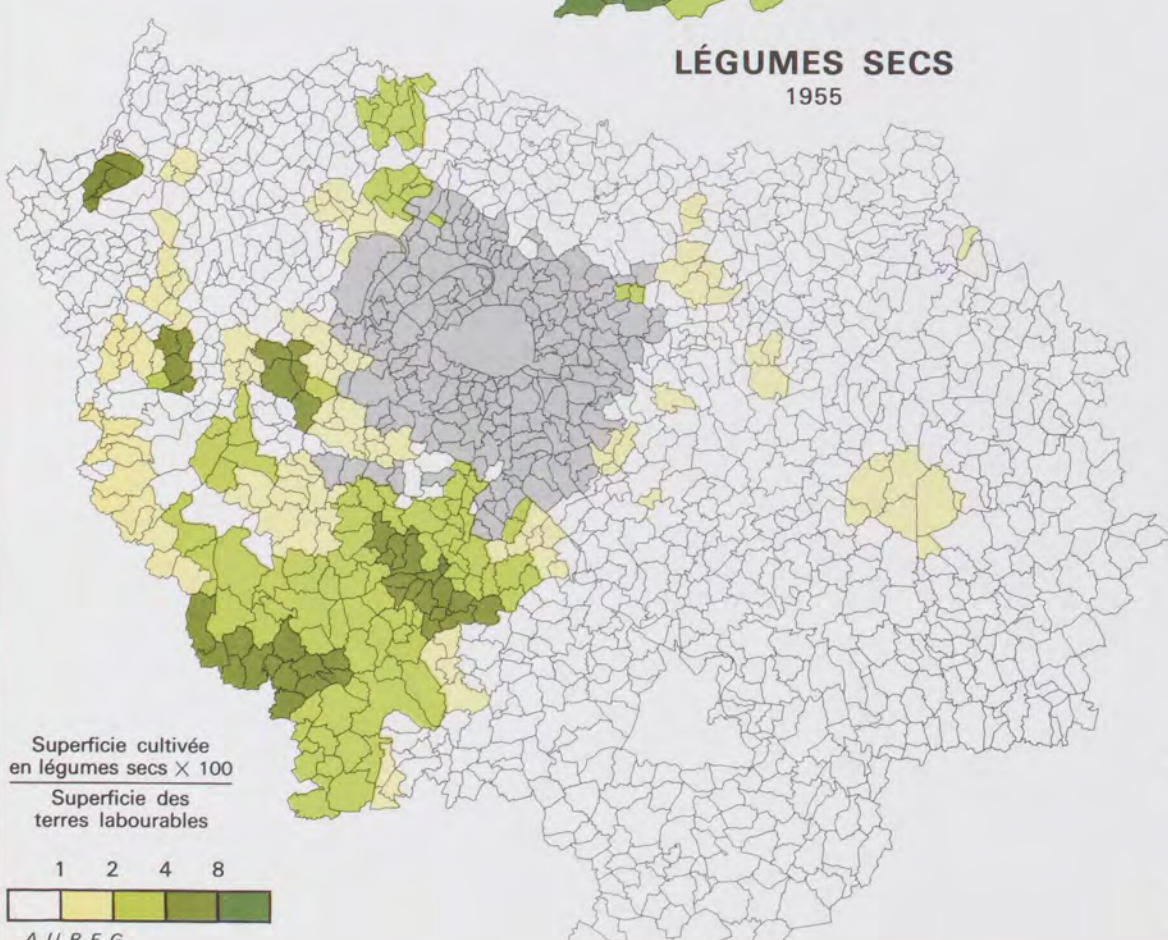 LÉGUMES SECS
1955
Superficie cultivée
en légumes secs × 100
Superficie des
terres labourables
1 2 4 8
A.U.R.E.G.